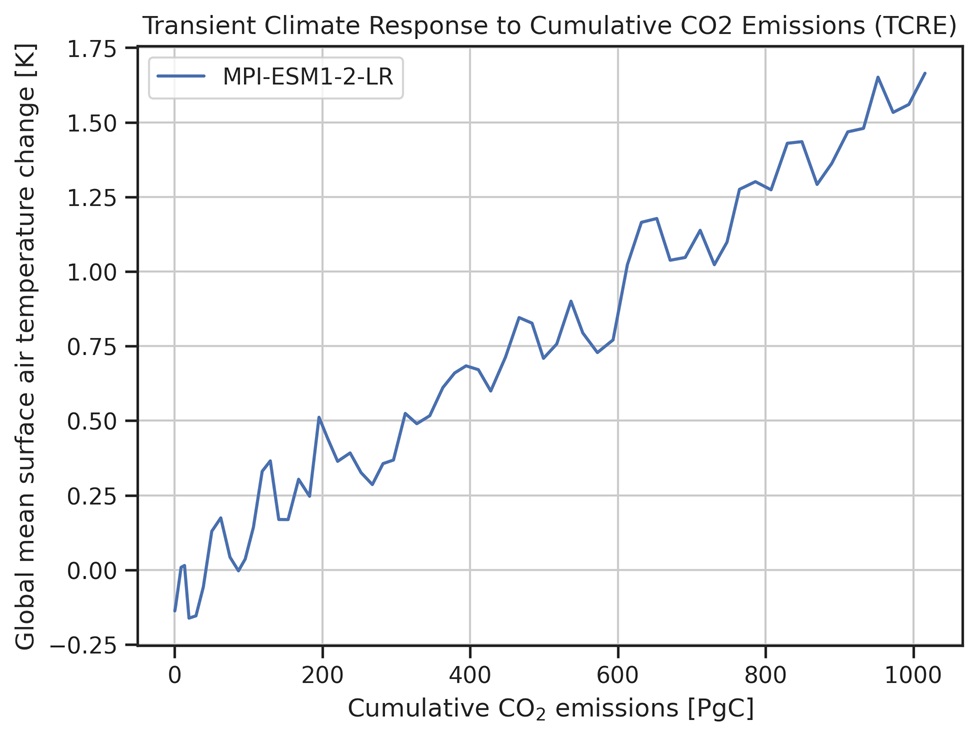 Transient Climate Response to Cumulative CO2 Emissions (TCRE)
Global mean surface air temperature change [K]
1.75
1.50
1.25
1.00
0.75
0.50
0.25
0.00
−0.25
MPI-ESM1-2-LR
0 200 400 600 800 1000
Cumulative CO₂ emissions [PgC]